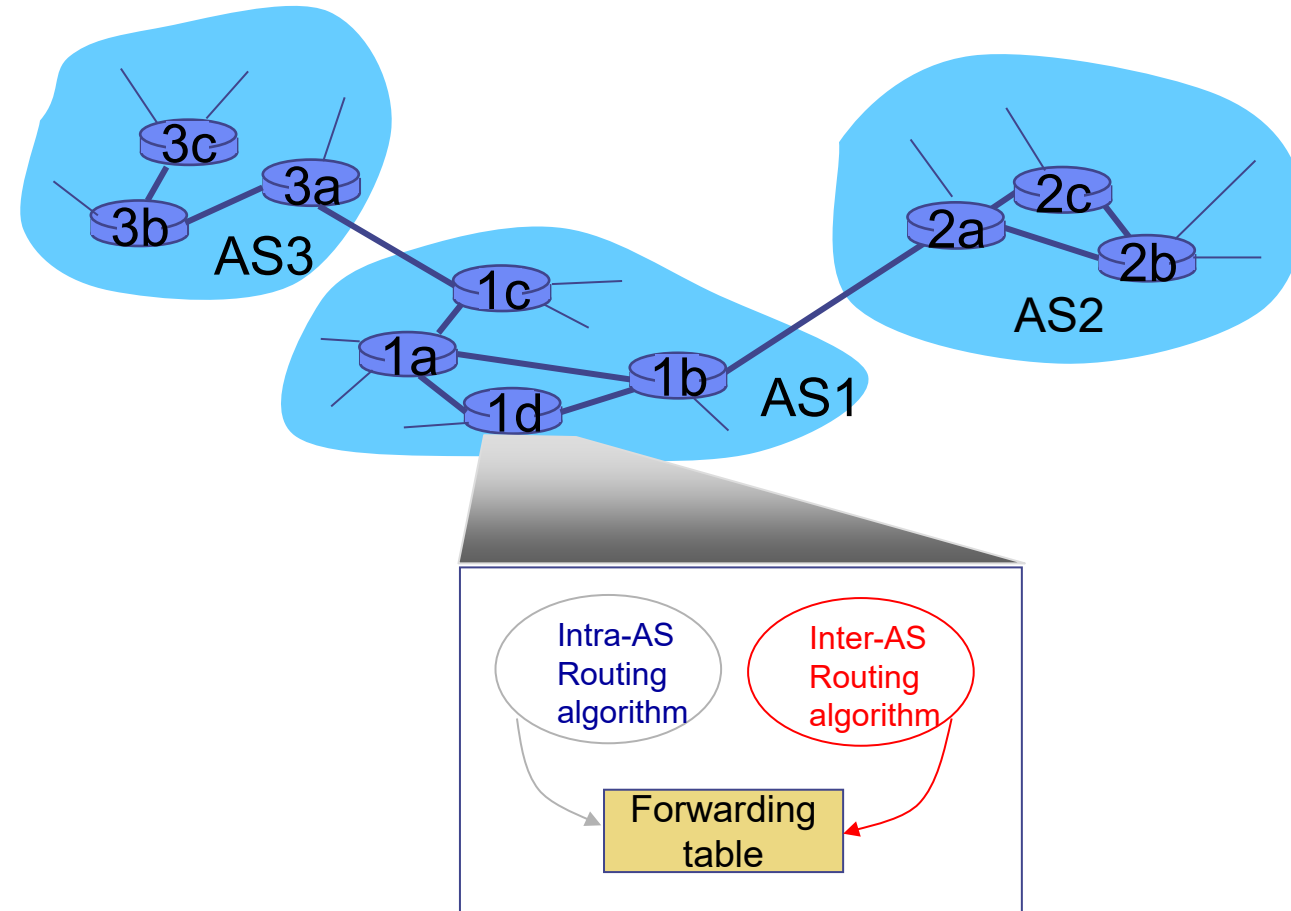 3c
3a
3b
AS3
2c
2a
2b
AS2
1c
1a
1b
AS1
1d
Intra-AS
Routing
algorithm
Inter-AS
Routing
algorithm
Forwarding
table